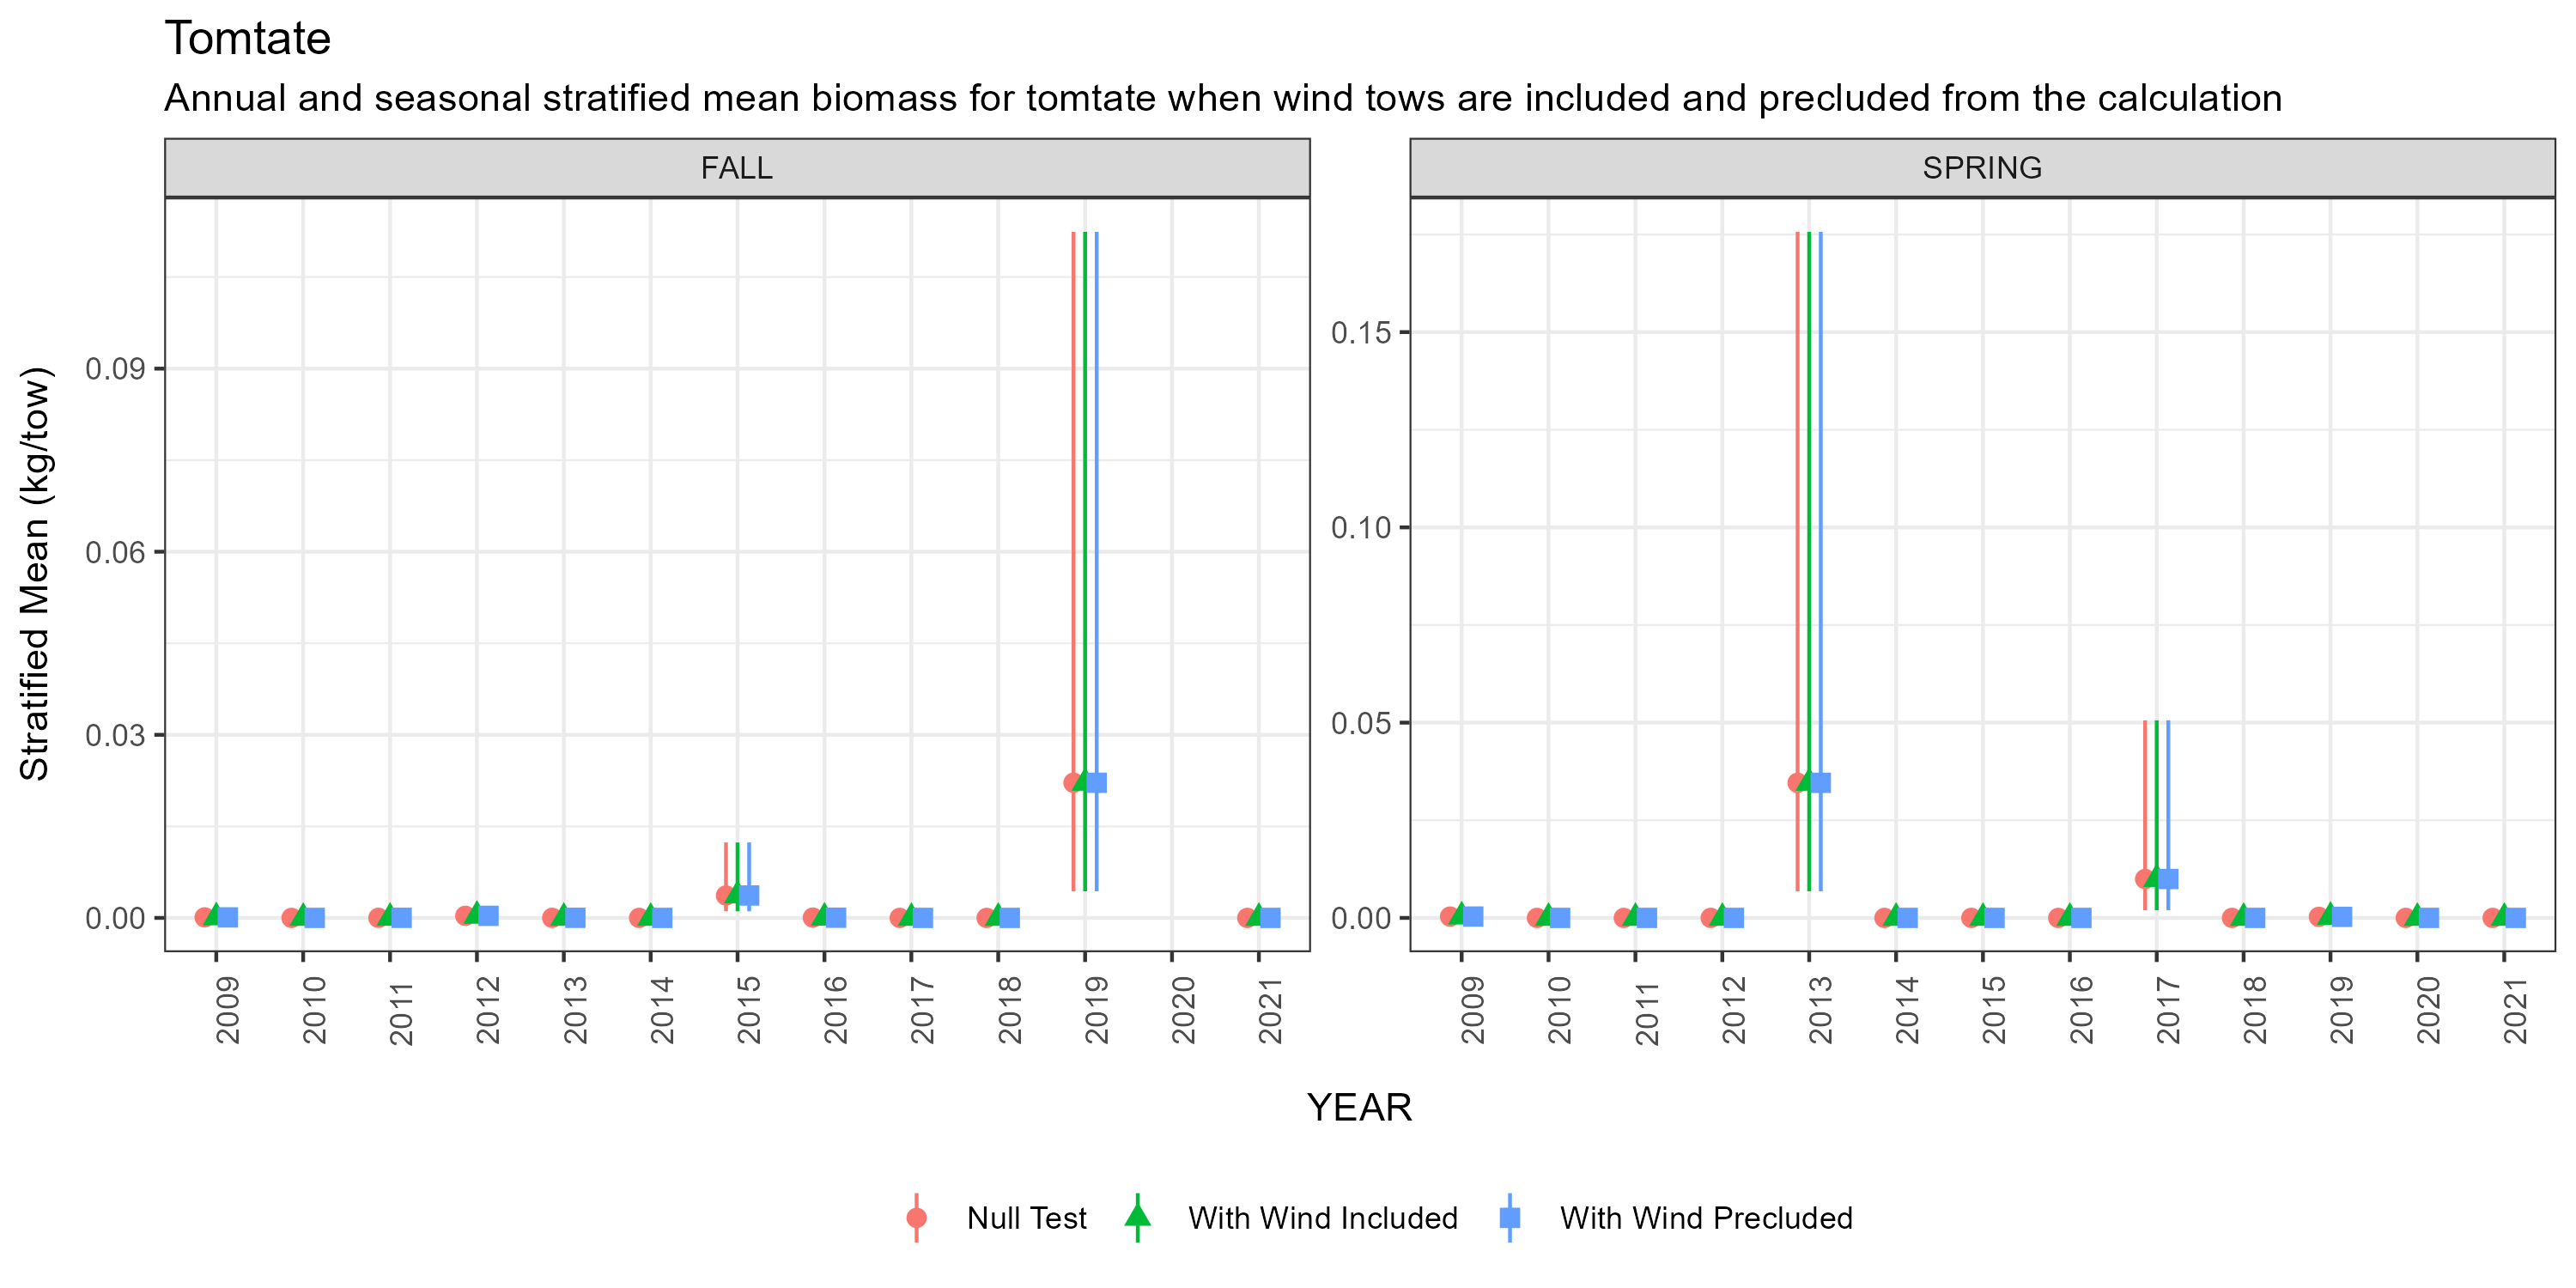 Tomtate
Annual and seasonal stratified mean biomass for tomtate when wind tows are included and precluded from the calculation
FALL
SPRING
Stratified Mean (kg/tow)
0.09
0.06
0.03
0.00
0.15
0.10
0.05
0.00
2009 2010 2011 2012 2013 2014 2015 2016 2017 2018 2019 2020 2021
2009 2010 2011 2012 2013 2014 2015 2016 2017 2018 2019 2020 2021
YEAR
Null Test With Wind Included With Wind Precluded